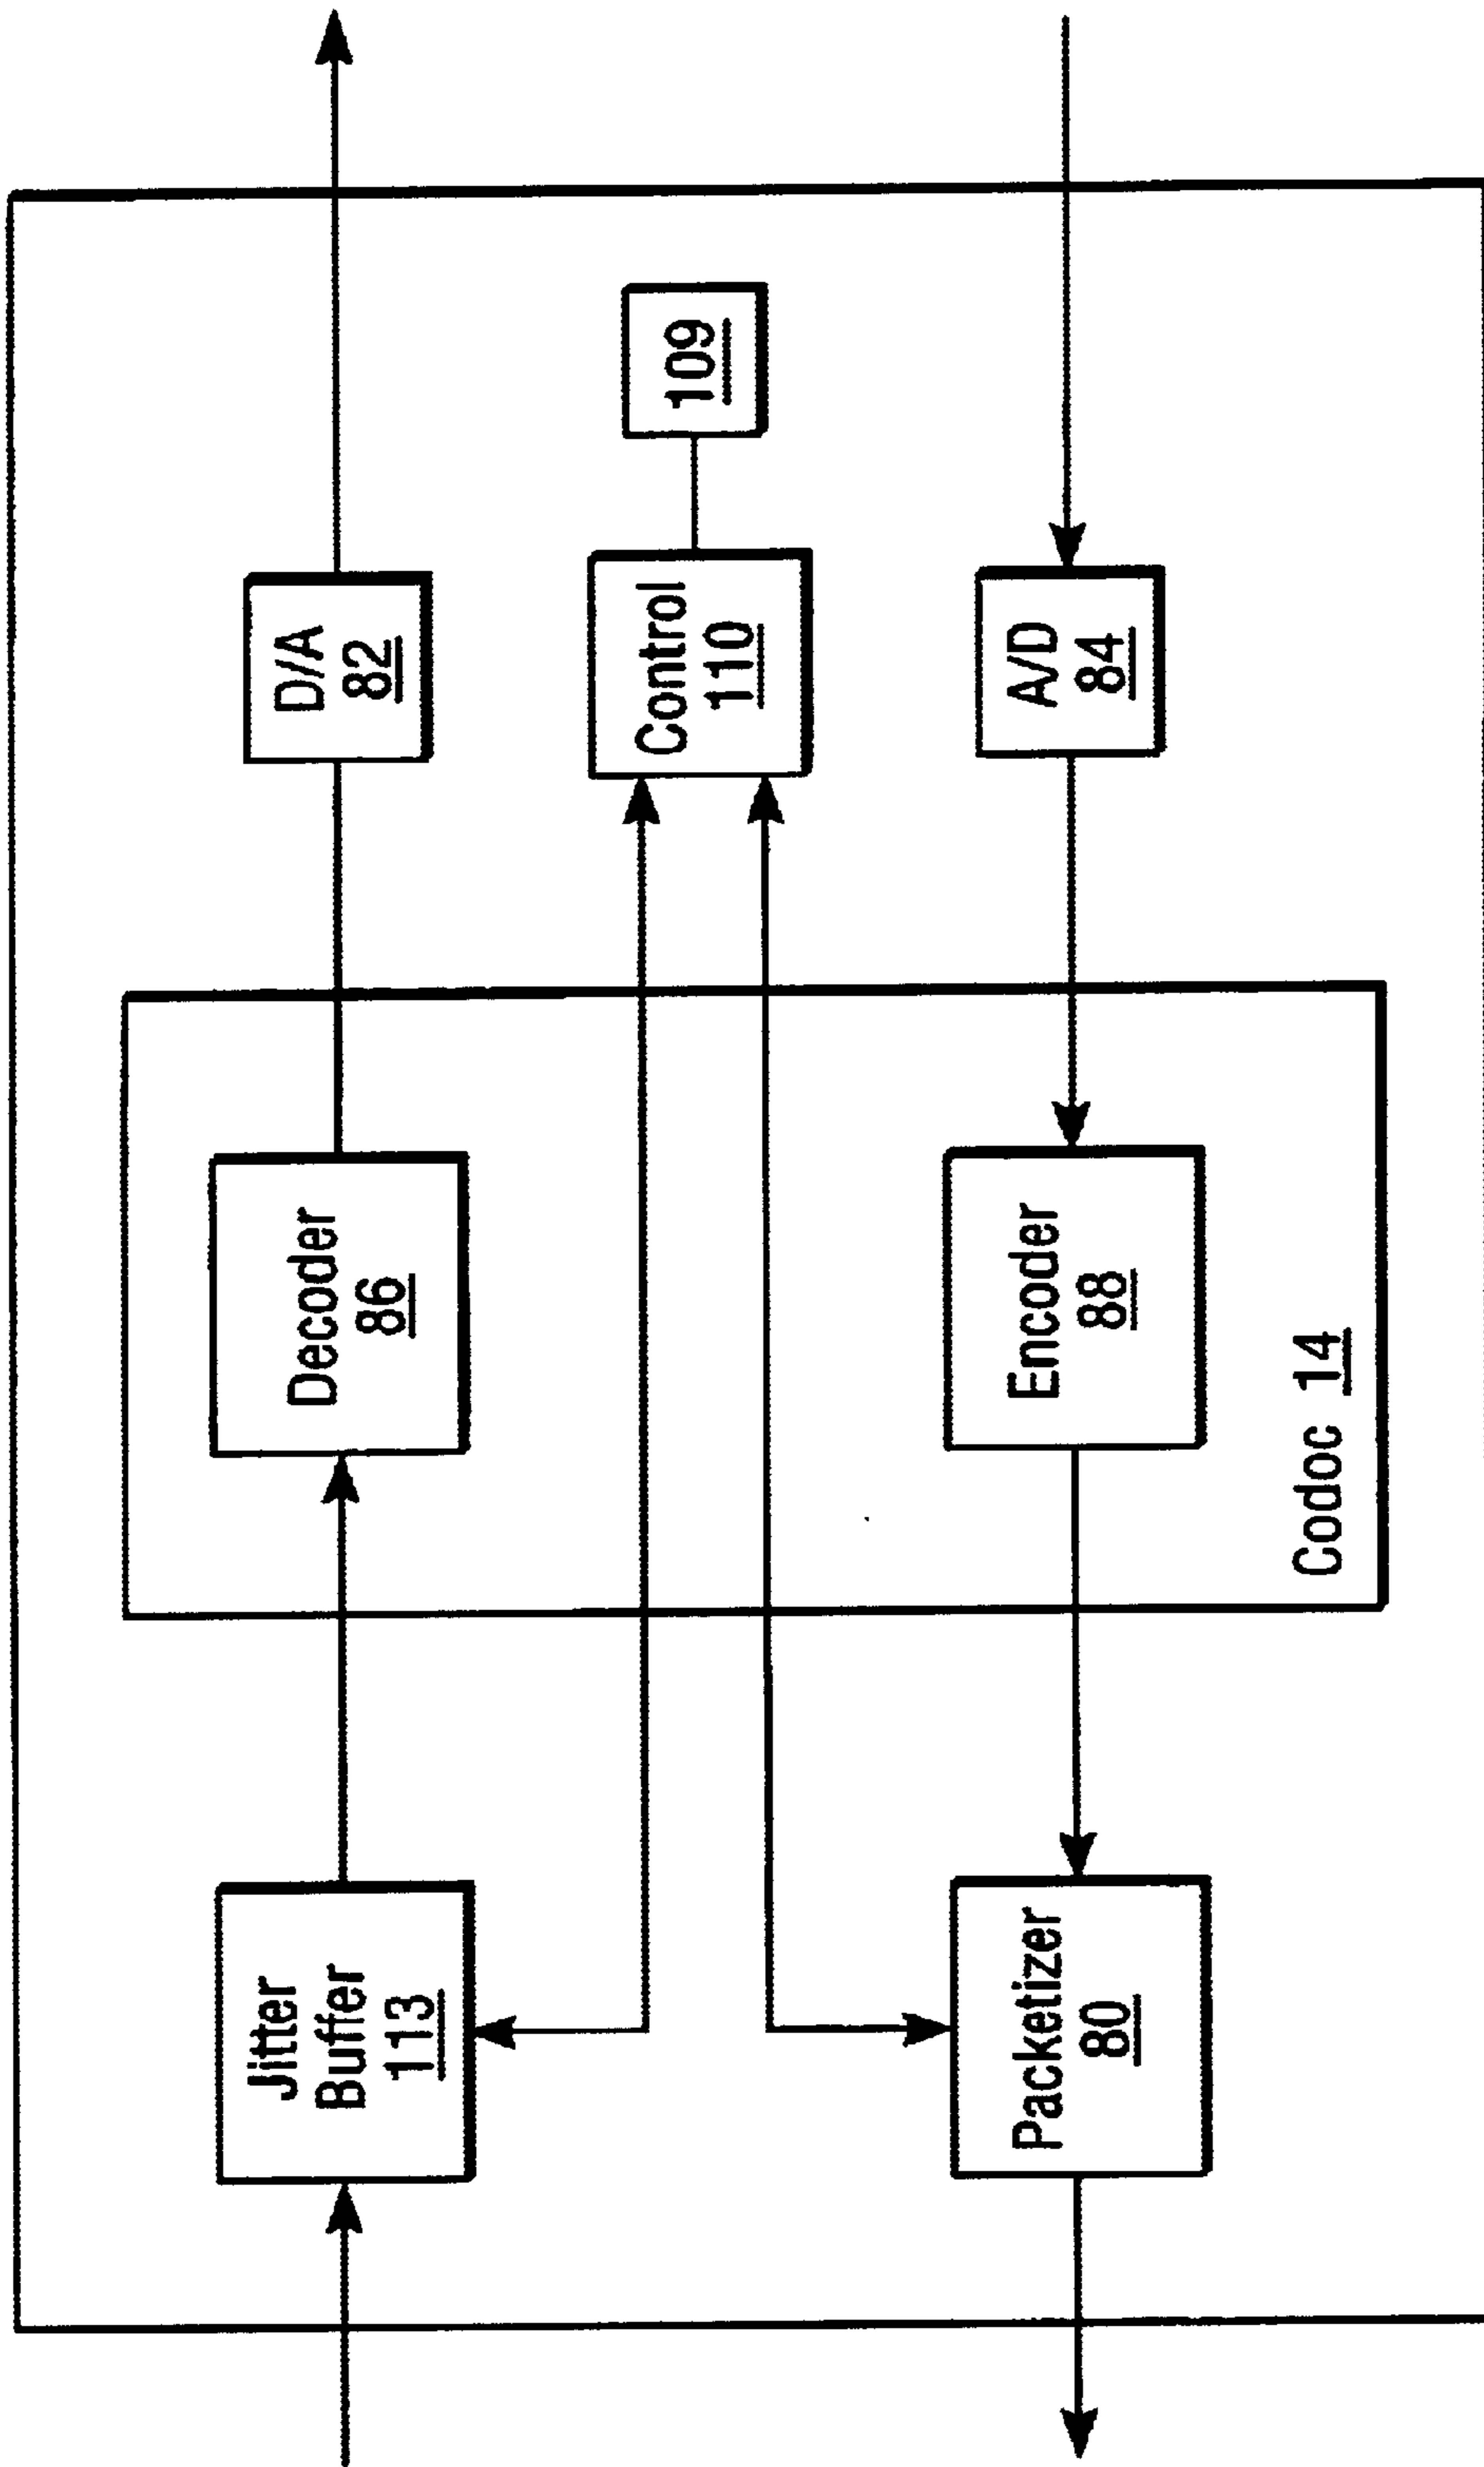 Jitter
Buffer
113
Decoder
86
D/A
82
Control
110
109
Packetizer
80
Encoder
88
A/D
84
Codoc 14